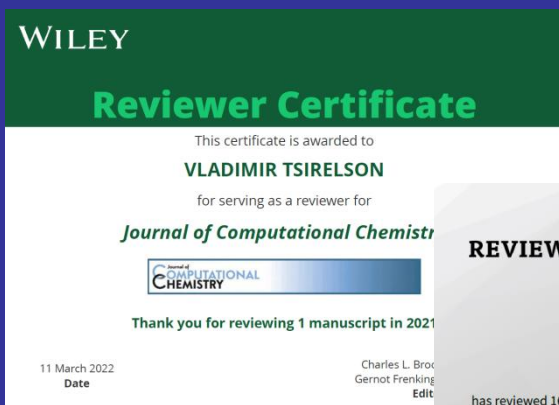 WILEY
Reviewer Certificate
This certificate is awarded to
VLADIMIR TSIRELSON
for serving as a reviewer for
Journal of Computational Chemistr
Journal of
COMPUTATIONAL
CHEMISTRY
Thank you for reviewing 1 manuscript in 2021
11 March 2022
Date
Charles L. Broo
Gernot Frenking
Edit
REVIEW
has reviewed 10